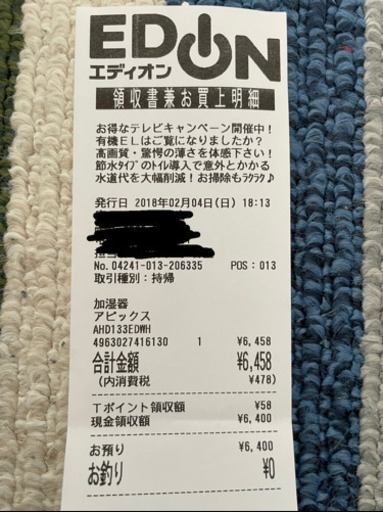 EDION
エディオン
領収書兼お買上明細
お得なテレビキャンペーン開催中！
有機ELはご覧になりましたか？
高画質・驚愕の薄さを体感下さい！
節水タイプのトイレ導入で意外とかかる
水道代を大幅削減！お掃除もラクラク♪
発行日 2018年02月04日(日) 18:13
No.04241-013-206335 POS：013
取引種別：持帰
加湿器
アピックス
AHD133EDWH
4963027416130 1 ¥6,458
合計金額 ¥6,458
(内消費税 ¥478)
Tポイント領収額 ¥58
現金領収額 ¥6,400
お預り ¥6,400
お釣り ¥0